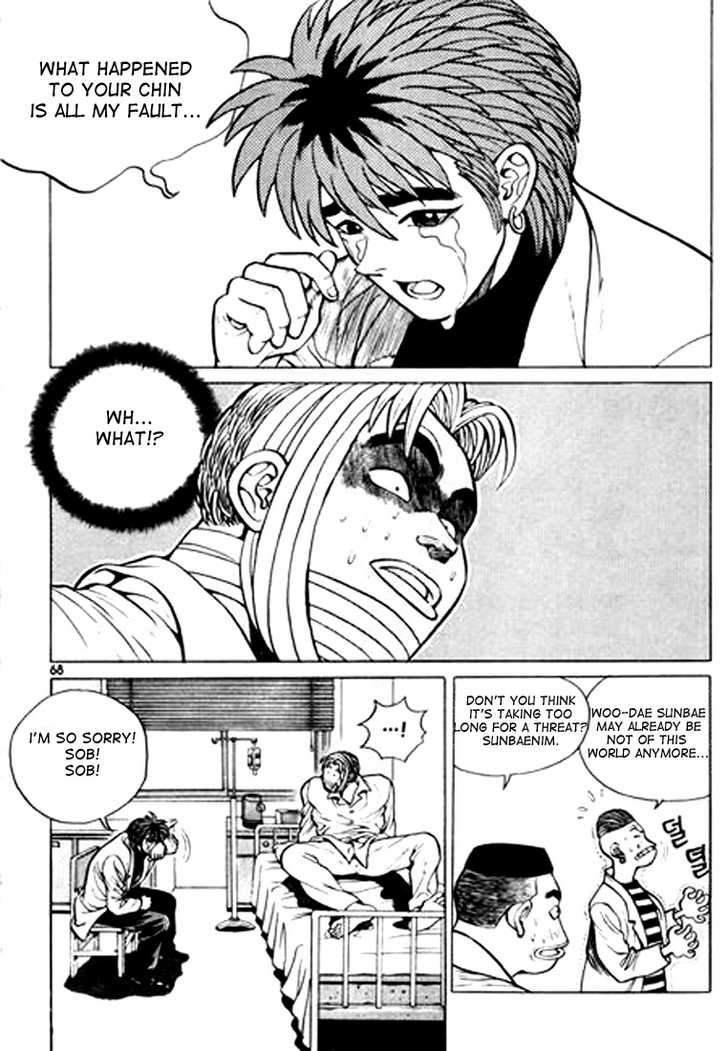 WHAT HAPPENED
TO YOUR CHIN
IS ALL MY FAULT...
WH...
WHAT!?
68
I'M SO SORRY!
SOB!
SOB!
...!
DON'T YOU THINK
IT'S TAKING TOO
LONG FOR A THREAT?
SUNBAENIM.
WOO-DAE SUNBAE
MAY ALREADY BE
NOT OF THIS
WORLD ANYMORE...